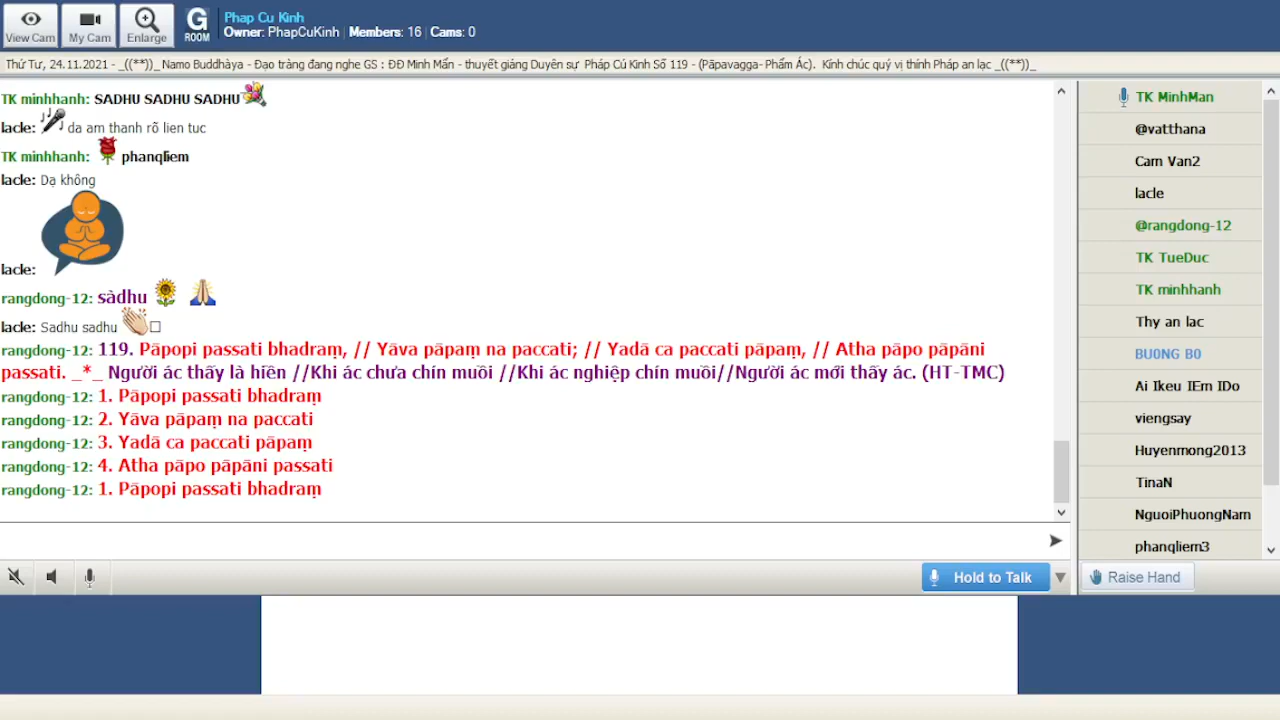 View Cam
My Cam
Enlarge
G
ROOM
Phap Cu Kinh
Owner: PhapCuKinh | Members: 16 | Cams: 0
Thứ Tư, 24.11.2021 - _((**))_ Namo Buddhàya - Đạo tràng đang nghe GS : ĐĐ Minh Mẫn - thuyết giảng Duyên sự Pháp Cú Kinh Số 119 - (Pāpavagga- Phẩm Ác). Kính chúc quý vị thính Pháp an lạc _((**))_
TK minhhanh: SADHU SADHU SADHU
lacle: da am thanh rõ lien tuc
TK minhhanh: phanqliem
lacle: Dạ không
lacle:
rangdong-12: sàdhu
lacle: Sadhu sadhu
rangdong-12: 119. Pāpopi passati bhadraṃ, // Yāva pāpaṃ na paccati; // Yadā ca paccati pāpaṃ, // Atha pāpo pāpāni
passati. _*_ Người ác thấy là hiền //Khi ác chưa chín muồi //Khi ác nghiệp chín muồi//Người ác mới thấy ác. (HT-TMC)
rangdong-12: 1. Pāpopi passati bhadraṃ
rangdong-12: 2. Yāva pāpaṃ na paccati
rangdong-12: 3. Yadā ca paccati pāpaṃ
rangdong-12: 4. Atha pāpo pāpāni passati
rangdong-12: 1. Pāpopi passati bhadraṃ
Hold to Talk
TK MinhMan
@vatthana
Cam Van2
lacle
@rangdong-12
TK TueDuc
TK minhhanh
Thy an lac
BU0NG B0
Ai Ikeu IEm IDo
viengsay
Huyenmong2013
TinaN
NguoiPhuongNam
phanqliem3
Raise Hand